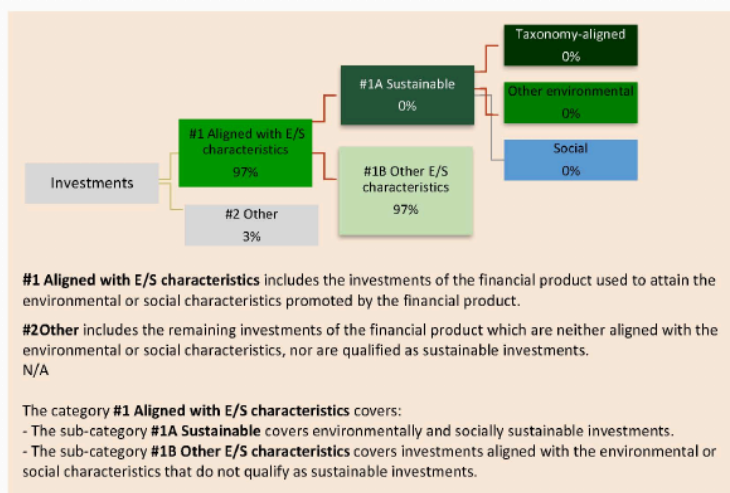 Taxonomy-aligned
0%
#1A Sustainable
0%
Other environmental
0%
#1 Aligned with E/S
characteristics
97%
Social
0%
#1B Other E/S
characteristics
97%
Investments
#2 Other
3%
#1 Aligned with E/S characteristics includes the investments of the financial product used to attain the
environmental or social characteristics promoted by the financial product.
#2Other includes the remaining investments of the financial product which are neither aligned with the
environmental or social characteristics, nor are qualified as sustainable investments.
N/A
The category #1 Aligned with E/S characteristics covers:
- The sub-category #1A Sustainable covers environmentally and socially sustainable investments.
- The sub-category #1B Other E/S characteristics covers investments aligned with the environmental or
social characteristics that do not qualify as sustainable investments.